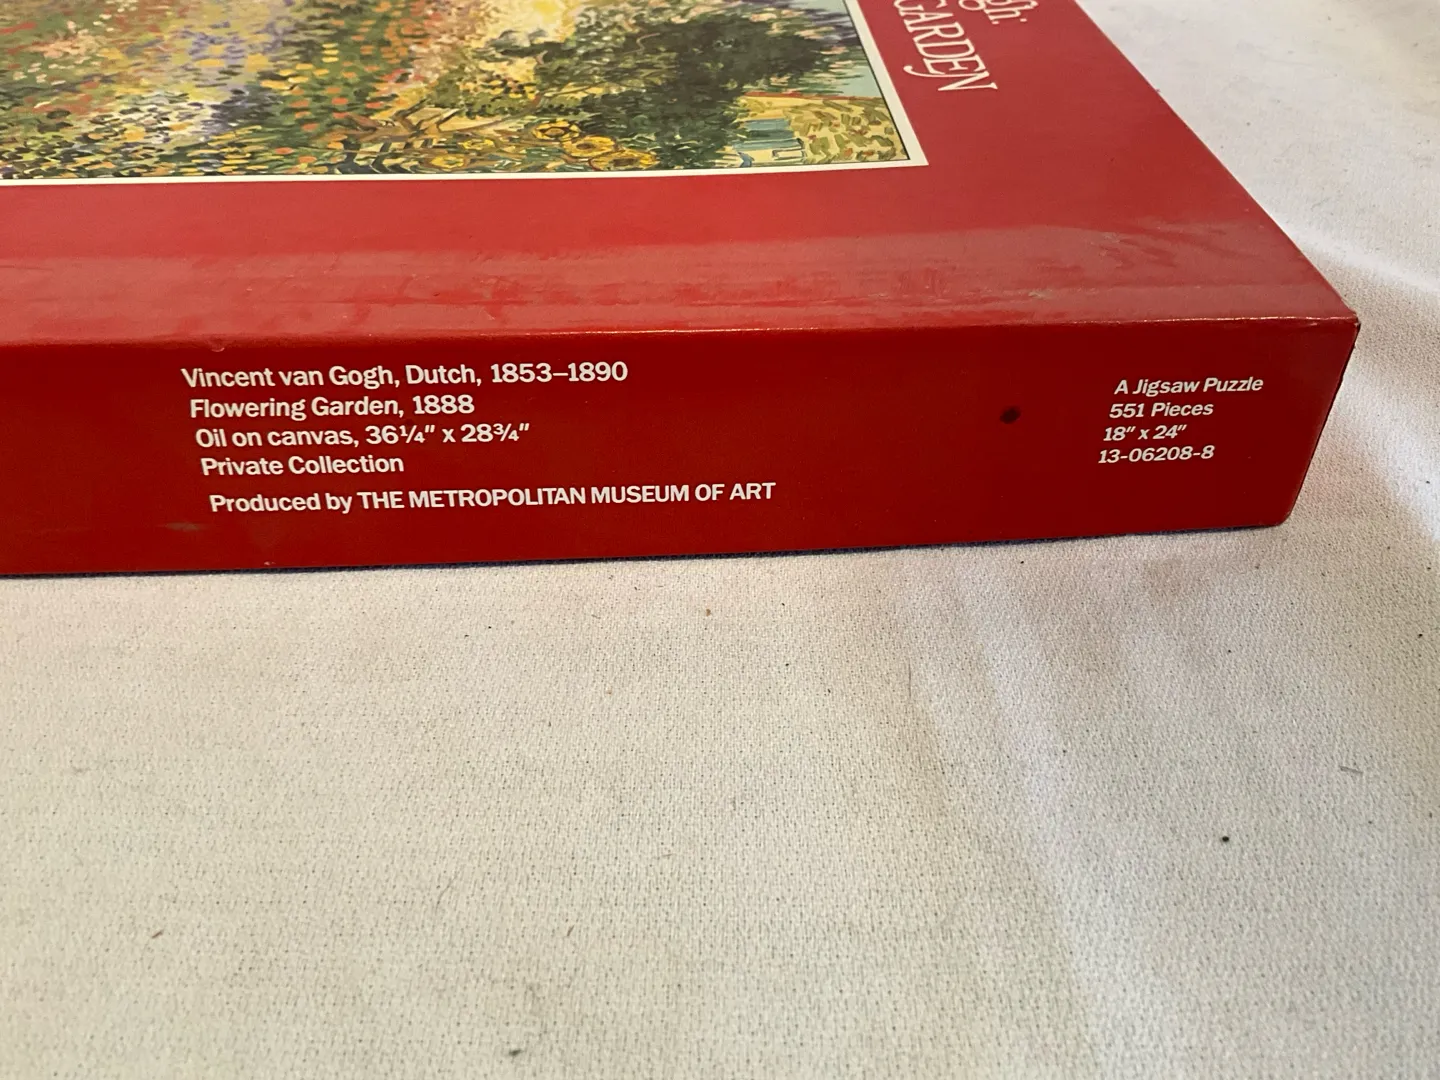 gh:
GARDEN
Vincent van Gogh, Dutch, 1853–1890
Flowering Garden, 1888
Oil on canvas, 36¼" x 28¾"
Private Collection
Produced by THE METROPOLITAN MUSEUM OF ART
A Jigsaw Puzzle
551 Pieces
18" x 24"
13-06208-8